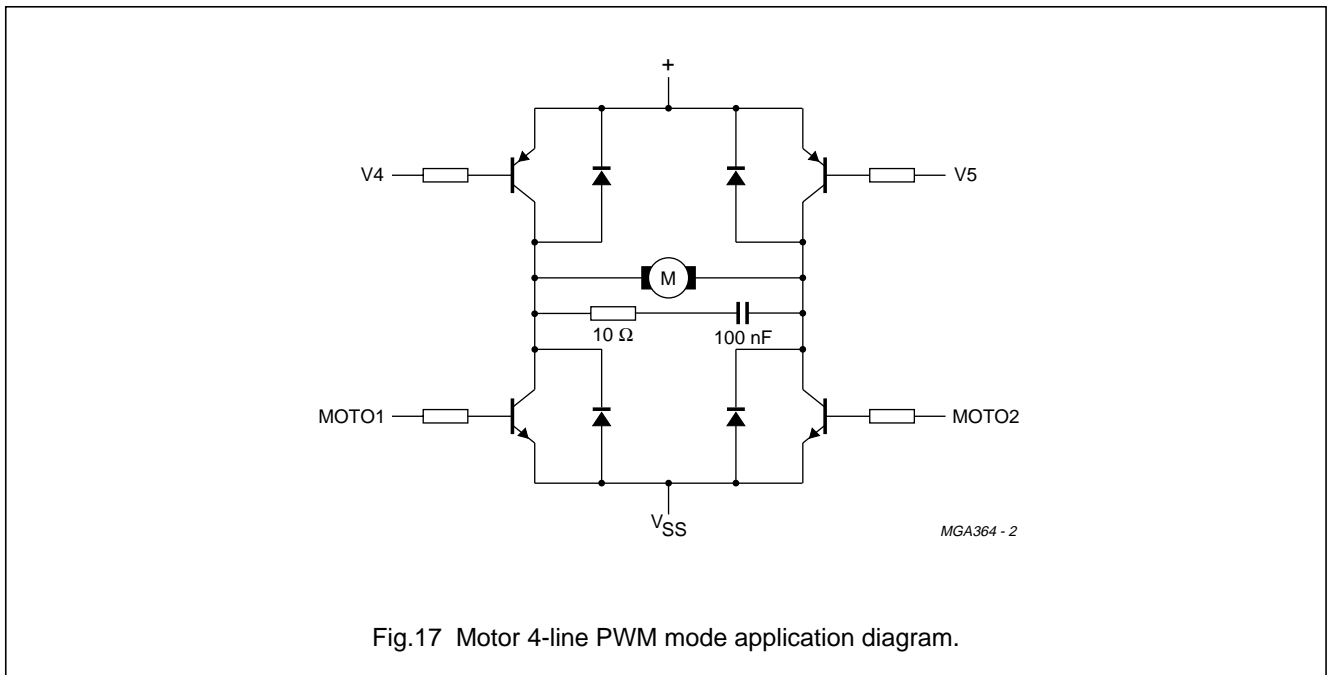 +
V4
V5
M
10 Ω
100 nF
MOTO1
MOTO2
VSS
MGA364 - 2
Fig.17 Motor 4-line PWM mode application diagram.